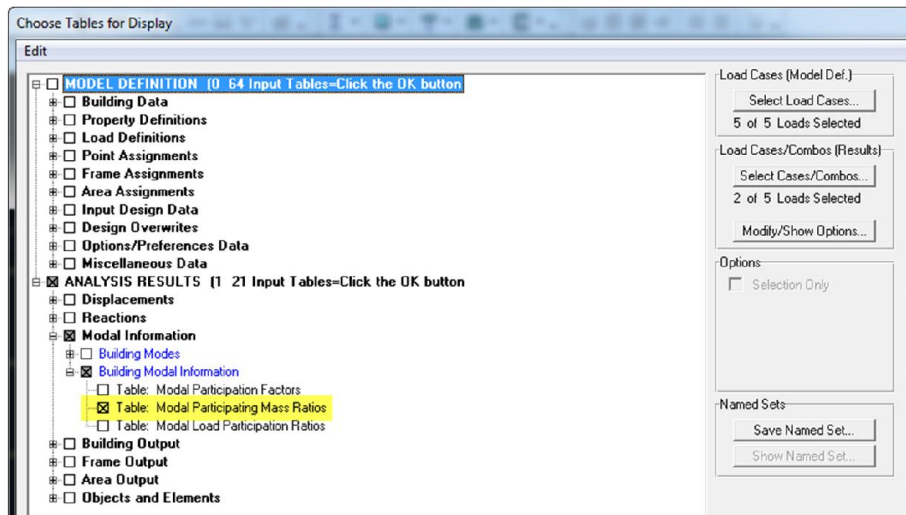 Choose Tables for Display
Edit
MODEL DEFINITION (0 64 Input Tables=Click the OK button
Building Data
Property Definitions
Load Definitions
Point Assignments
Frame Assignments
Area Assignments
Input Design Data
Design Overwrites
Options/Preferences Data
Miscellaneous Data
ANALYSIS RESULTS (1 21 Input Tables=Click the OK button
Displacements
Reactions
Modal Information
Building Modes
Building Modal Information
Table: Modal Participation Factors
Table: Modal Participating Mass Ratios
Table: Modal Load Participation Ratios
Building Output
Frame Output
Area Output
Objects and Elements
Load Cases (Model Def.)
Select Load Cases...
5 of 5 Loads Selected
Load Cases/Combos (Results)
Select Cases/Combos...
2 of 5 Loads Selected
Modify/Show Options...
Options
Selection Only
Named Sets
Save Named Set...
Show Named Set...